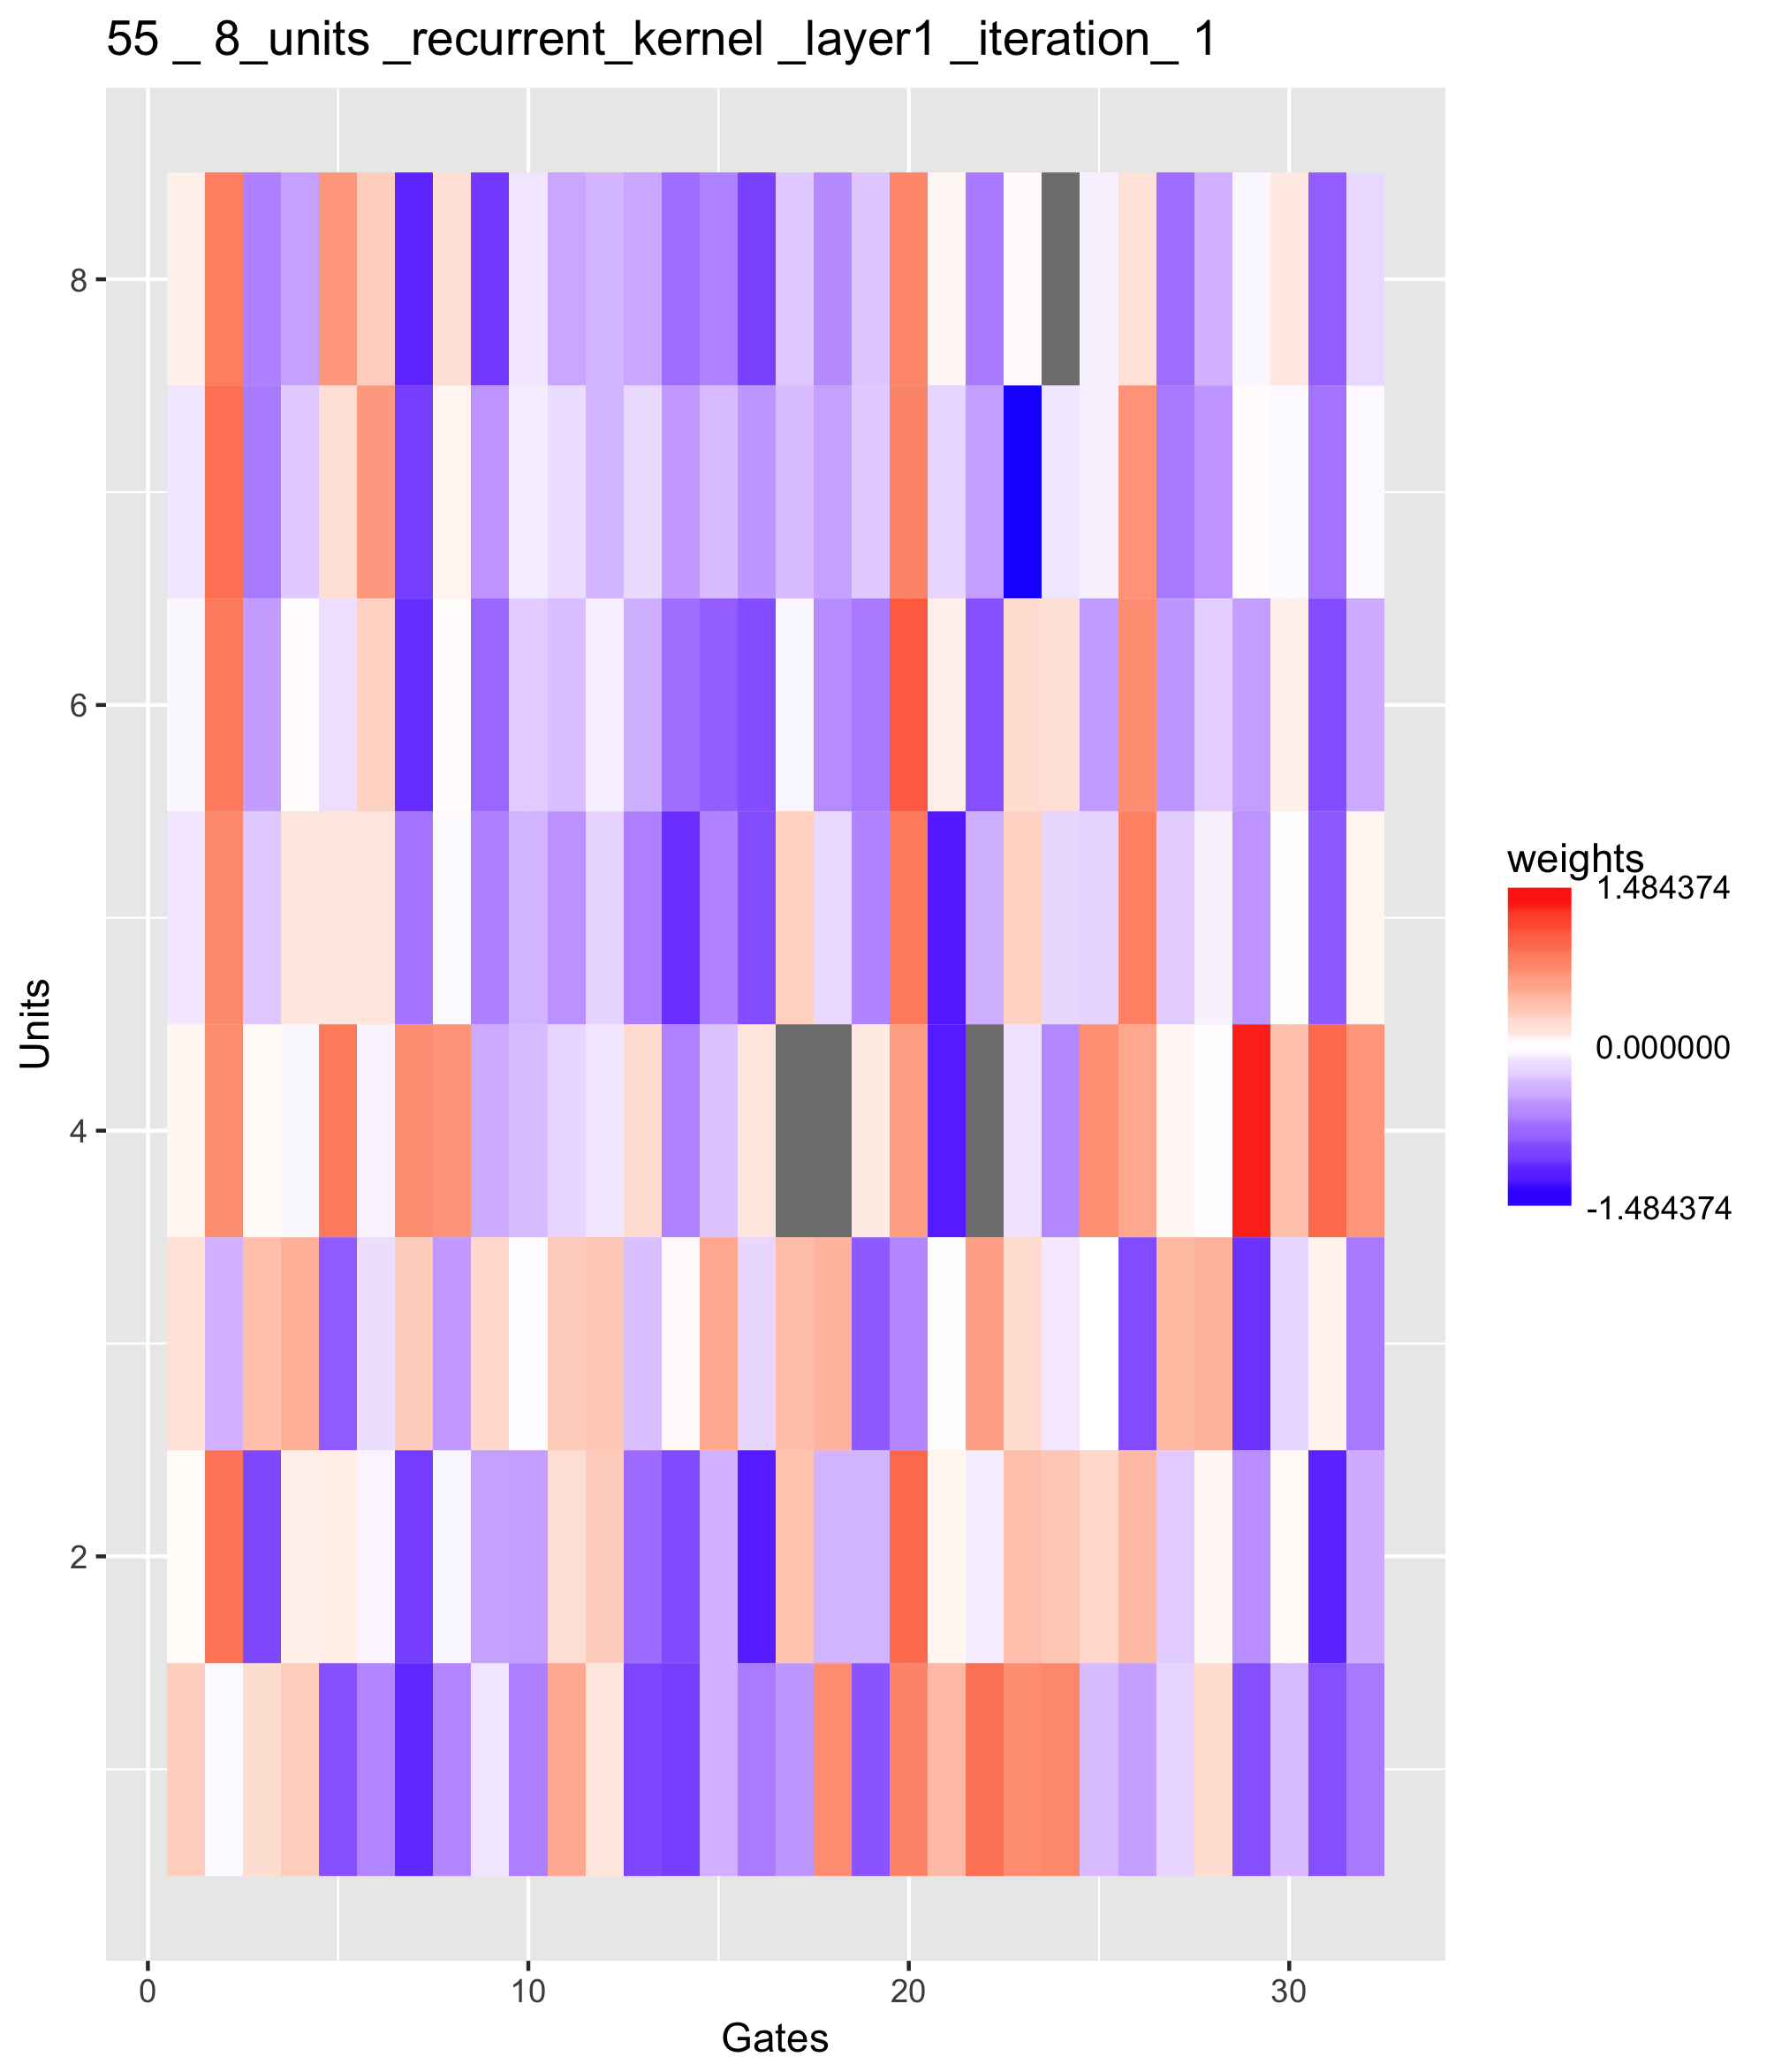 55 _ 8_units _recurrent_kernel _layer1 _iteration_ 1
8
6
4
2
Units
0 10 20 30
Gates
weights
1.484374
0.000000
-1.484374